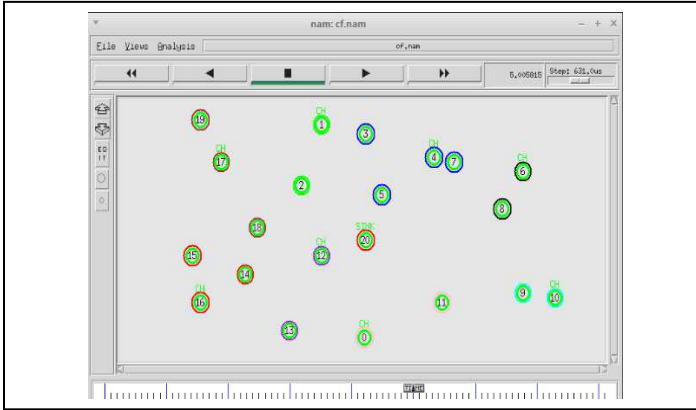 nam: cf.nam
File Views Analysis cf.nam
5.005815 Step: 631.0us
CH
19 1 3
CH CH CH
17 4 7 6
2 5 8
SINK
18 20
CH
15 12
14
CH CH
16 11 9 10
CH
13 0
TIME